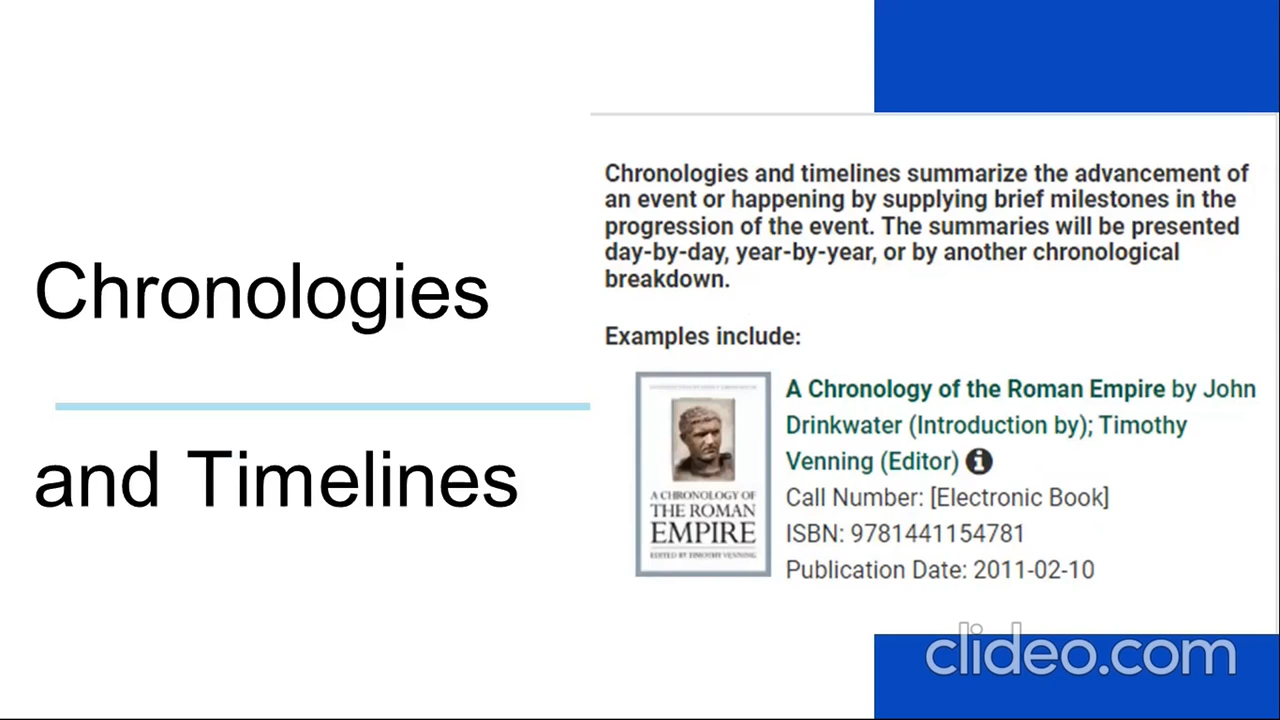 Chronologies
and Timelines
Chronologies and timelines summarize the advancement of
an event or happening by supplying brief milestones in the
progression of the event. The summaries will be presented
day-by-day, year-by-year, or by another chronological
breakdown.
Examples include:
A CHRONOLOGY OF
THE ROMAN
EMPIRE
EDITED BY TIMOTHY VENNING
A Chronology of the Roman Empire by John
Drinkwater (Introduction by); Timothy
Venning (Editor)
Call Number: [Electronic Book]
ISBN: 9781441154781
Publication Date: 2011-02-10
clideo.com